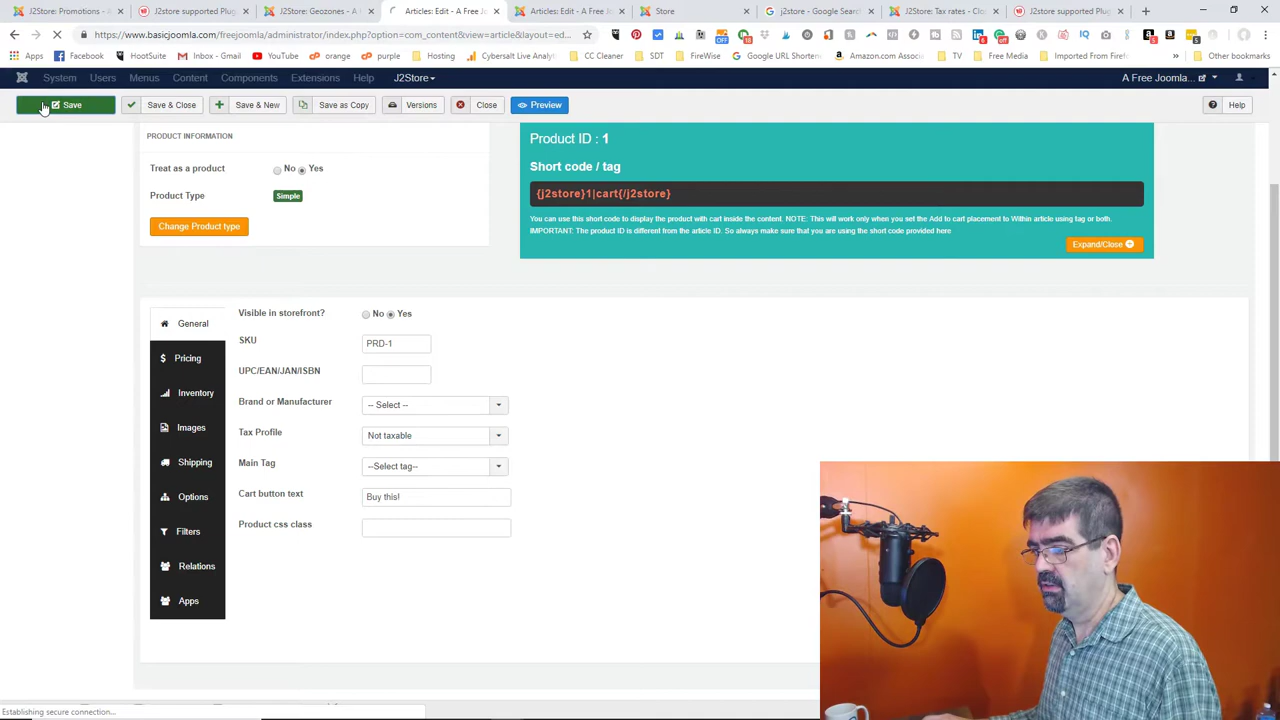 J2Store: Promotions - A Free Jo
J2Store supported Plug
J2Store: Geozones - A F
Articles: Edit - A Free Jo
Articles: Edit - A Free Jo
Store
j2store - Google Search
J2Store: Tax rates - Clo
J2Store supported Plug
https://www.basicjoomla.com/freejoomla/administrator/index.php?option=com_content&view=article&layout=ed...
Apps
Facebook
HootSuite
Inbox - Gmail
orange
purple
CC Cleaner
SDT
FireWise
Google URL Shorten
Amazon.com Associa
TV
Free Media
Imported From Firefo
Other bookmarks
System
Users
Menus
Content
Components
Extensions
Help
J2Store
A Free Joomla...
Save
Save & Close
Save & New
Save as Copy
Versions
Close
Preview
Help
PRODUCT INFORMATION
Treat as a product
No
Yes
Product Type
Simple
Change Product type
Product ID : 1
Short code / tag
{j2store}1|cart{/j2store}
You can use this short code to display the product with cart inside the content. NOTE: This will work only when you set the Add to cart placement to Within article using tag or both.
IMPORTANT: The product ID is different from the article ID. So always make sure that you are using the short code provided here
Expand/Close
General
Pricing
Inventory
Images
Shipping
Options
Filters
Relations
Apps
Visible in storefront?
No
Yes
SKU
PRD-1
UPC/EAN/JAN/ISBN
Brand or Manufacturer
-- Select --
Tax Profile
Not taxable
Main Tag
--Select tag--
Cart button text
Buy this!
Product css class
Establishing secure connection...